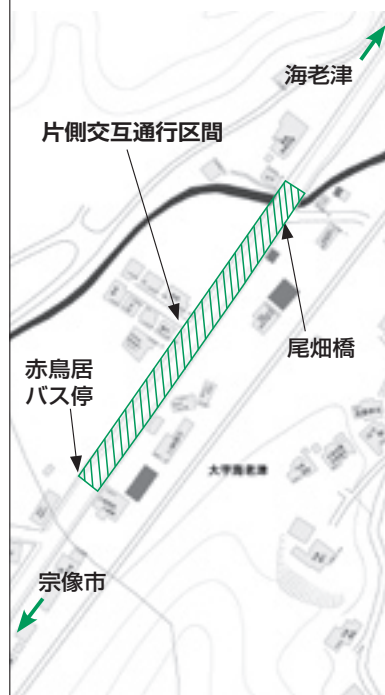 海老津
片側交互通行区間
尾畑橋
赤鳥居
バス停
大字海老津
宗像市